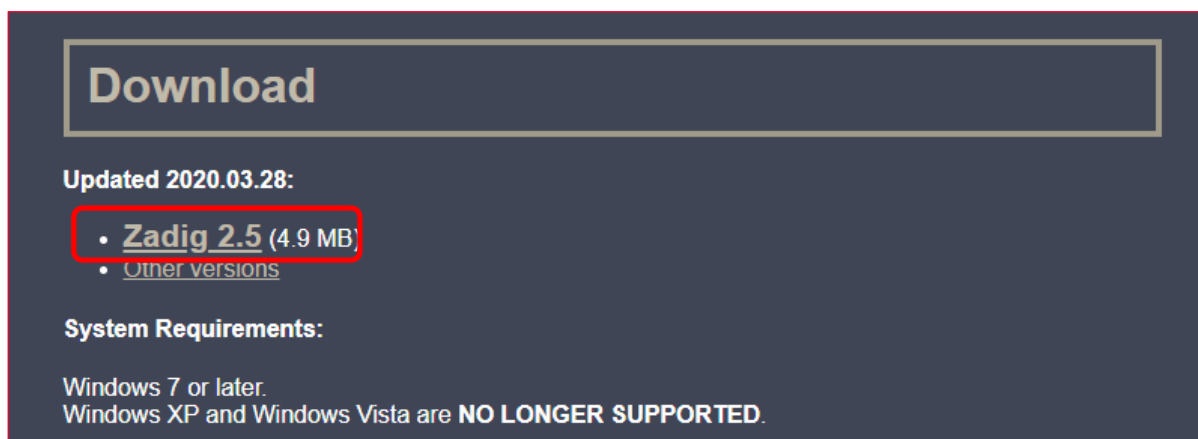 Download
Updated 2020.03.28:
• Zadig 2.5 (4.9 MB)
• Other versions
System Requirements:
Windows 7 or later.
Windows XP and Windows Vista are NO LONGER SUPPORTED.